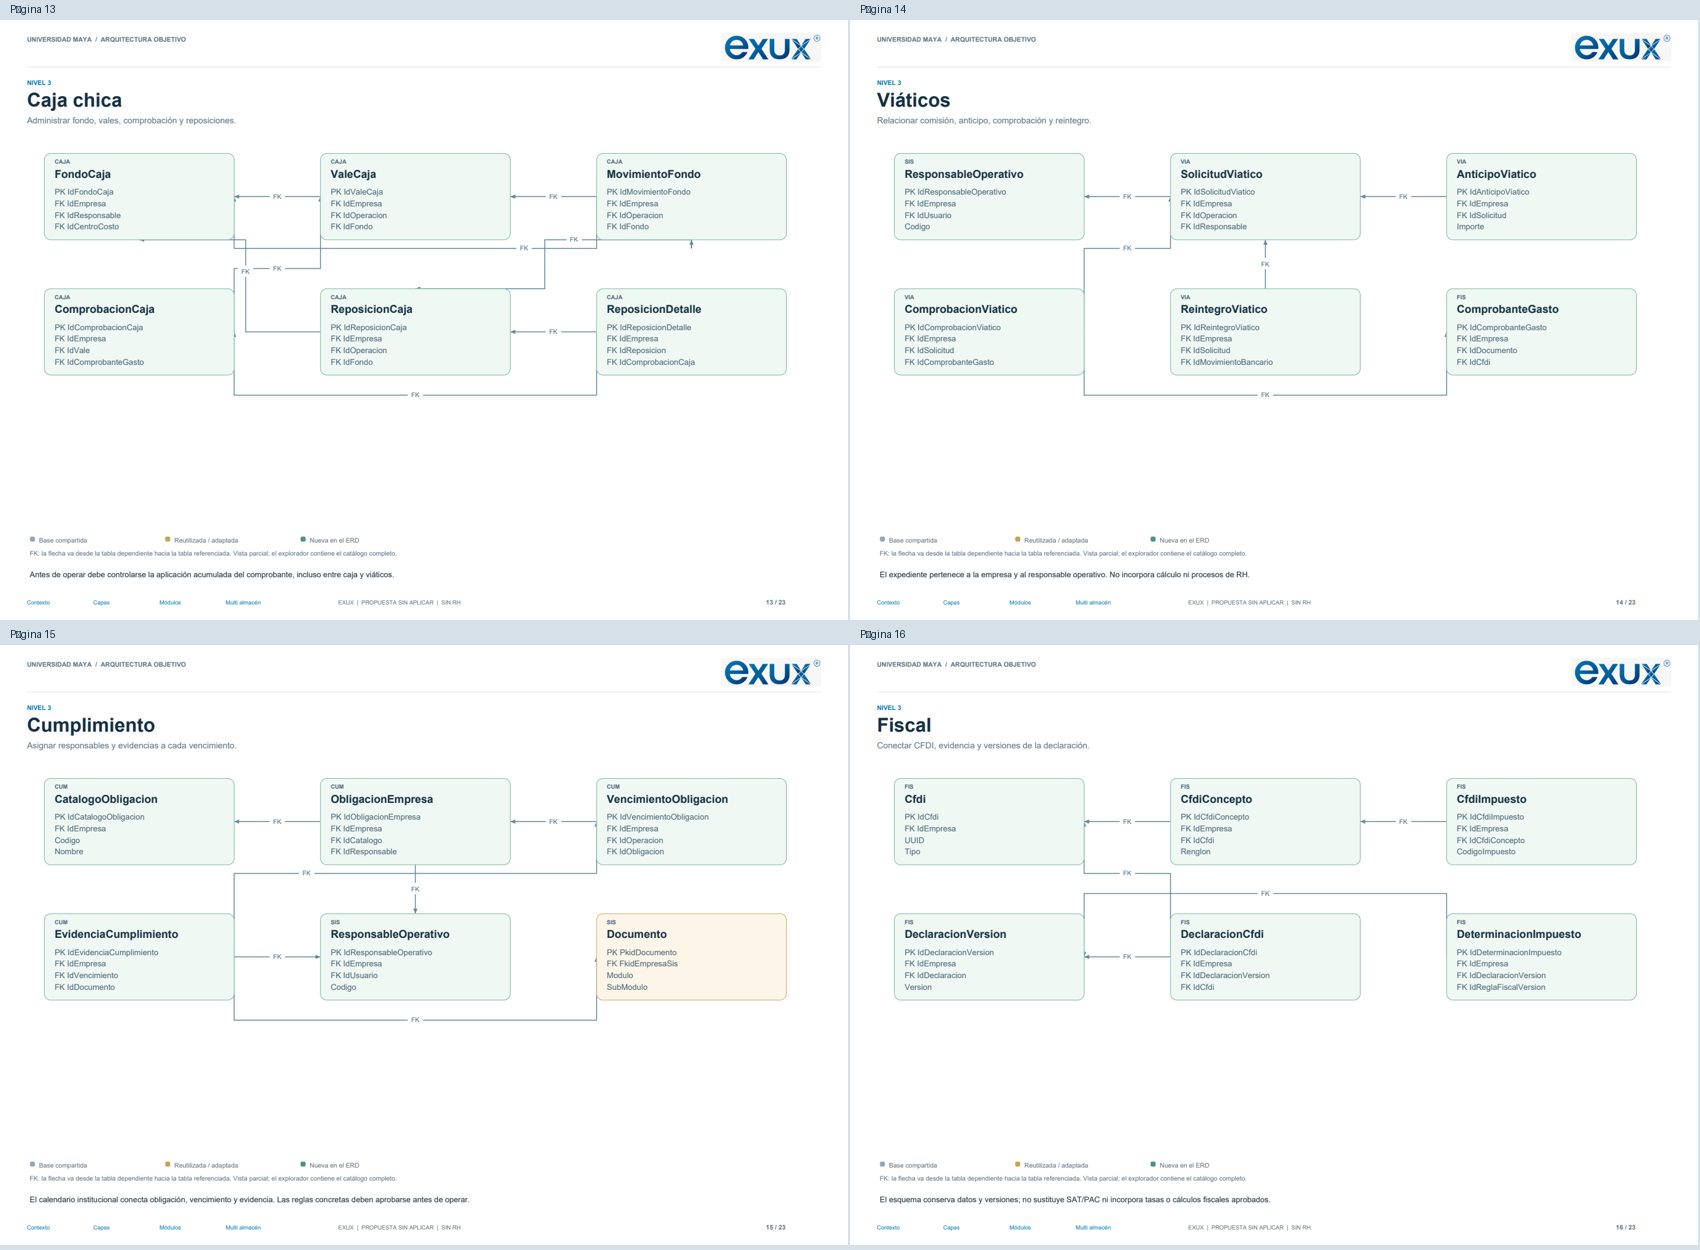 Página 13
UNIVERSIDAD MAYA / ARQUITECTURA OBJETIVO
exux®
NIVEL 3
Caja chica
Administrar fondo, vales, comprobación y reposiciones.
CAJA
FondoCaja
PK IdFondoCaja
FK IdEmpresa
FK IdResponsable
FK IdCentroCosto
FK
CAJA
ValeCaja
PK IdValeCaja
FK IdEmpresa
FK IdOperacion
FK IdFondo
FK
CAJA
MovimientoFondo
PK IdMovimientoFondo
FK IdEmpresa
FK IdOperacion
FK IdFondo
FK
FK
FK
FK
CAJA
ComprobacionCaja
PK IdComprobacionCaja
FK IdEmpresa
FK IdVale
FK IdComprobanteGasto
CAJA
ReposicionCaja
PK IdReposicionCaja
FK IdEmpresa
FK IdOperacion
FK IdFondo
FK
CAJA
ReposicionDetalle
PK IdReposicionDetalle
FK IdEmpresa
FK IdReposicion
FK IdComprobacionCaja
FK
Base compartida
Reutilizada / adaptada
Nueva en el ERD
FK: la flecha va desde la tabla dependiente hacia la tabla referenciada. Vista parcial: el explorador contiene el catálogo completo.
Antes de operar debe controlarse la aplicación acumulada del comprobante, incluso entre caja y viáticos.
Contexto Capas Módulos Multi almacén EXUX | PROPUESTA SIN APLICAR | SIN RH 13 / 23
Página 14
UNIVERSIDAD MAYA / ARQUITECTURA OBJETIVO
exux®
NIVEL 3
Viáticos
Relacionar comisión, anticipo, comprobación y reintegro.
SIS
ResponsableOperativo
PK IdResponsableOperativo
FK IdEmpresa
FK IdUsuario
Codigo
FK
VIA
SolicitudViatico
PK IdSolicitudViatico
FK IdEmpresa
FK IdOperacion
FK IdResponsable
FK
VIA
AnticipoViatico
PK IdAnticipoViatico
FK IdEmpresa
FK IdSolicitud
Importe
FK
FK
VIA
ComprobacionViatico
PK IdComprobacionViatico
FK IdEmpresa
FK IdSolicitud
FK IdComprobanteGasto
VIA
ReintegroViatico
PK IdReintegroViatico
FK IdEmpresa
FK IdSolicitud
FK IdMovimientoBancario
FIS
ComprobanteGasto
PK IdComprobanteGasto
FK IdEmpresa
FK IdDocumento
FK IdCfdi
FK
Base compartida
Reutilizada / adaptada
Nueva en el ERD
FK: la flecha va desde la tabla dependiente hacia la tabla referenciada. Vista parcial: el explorador contiene el catálogo completo.
El expediente pertenece a la empresa y al responsable operativo. No incorpora cálculo ni procesos de RH.
Contexto Capas Módulos Multi almacén EXUX | PROPUESTA SIN APLICAR | SIN RH 14 / 23
Página 15
UNIVERSIDAD MAYA / ARQUITECTURA OBJETIVO
exux®
NIVEL 3
Cumplimiento
Asignar responsables y evidencias a cada vencimiento.
CUM
CatalogoObligacion
PK IdCatalogoObligacion
FK IdEmpresa
Codigo
Nombre
FK
CUM
ObligacionEmpresa
PK IdObligacionEmpresa
FK IdEmpresa
FK IdCatalogo
FK IdResponsable
FK
CUM
VencimientoObligacion
PK IdVencimientoObligacion
FK IdEmpresa
FK IdOperacion
FK IdObligacion
FK
FK
CUM
EvidenciaCumplimiento
PK IdEvidenciaCumplimiento
FK IdEmpresa
FK IdVencimiento
FK IdDocumento
FK
SIS
ResponsableOperativo
PK IdResponsableOperativo
FK IdEmpresa
FK IdUsuario
Codigo
SIS
Documento
PK PkidDocumento
FK FkidEmpresaSis
Modulo
SubModulo
FK
Base compartida
Reutilizada / adaptada
Nueva en el ERD
FK: la flecha va desde la tabla dependiente hacia la tabla referenciada. Vista parcial: el explorador contiene el catálogo completo.
El calendario institucional conecta obligación, vencimiento y evidencia. Las reglas concretas deben aprobarse antes de operar.
Contexto Capas Módulos Multi almacén EXUX | PROPUESTA SIN APLICAR | SIN RH 15 / 23
Página 16
UNIVERSIDAD MAYA / ARQUITECTURA OBJETIVO
exux®
NIVEL 3
Fiscal
Conectar CFDI, evidencia y versiones de la declaración.
FIS
Cfdi
PK IdCfdi
FK IdEmpresa
UUID
Tipo
FK
FIS
CfdiConcepto
PK IdCfdiConcepto
FK IdEmpresa
FK IdCfdi
Renglon
FK
FIS
CfdiImpuesto
PK IdCfdiImpuesto
FK IdEmpresa
FK IdCfdiConcepto
CodigoImpuesto
FK
FK
FIS
DeclaracionVersion
PK IdDeclaracionVersion
FK IdEmpresa
FK IdDeclaracion
Version
FK
FIS
DeclaracionCfdi
PK IdDeclaracionCfdi
FK IdEmpresa
FK IdDeclaracionVersion
FK IdCfdi
FIS
DeterminacionImpuesto
PK IdDeterminacionImpuesto
FK IdEmpresa
FK IdDeclaracionVersion
FK IdReglaFiscalVersion
Base compartida
Reutilizada / adaptada
Nueva en el ERD
FK: la flecha va desde la tabla dependiente hacia la tabla referenciada. Vista parcial: el explorador contiene el catálogo completo.
El esquema conserva datos y versiones; no sustituye SAT/PAC ni incorpora tasas o cálculos fiscales aprobados.
Contexto Capas Módulos Multi almacén EXUX | PROPUESTA SIN APLICAR | SIN RH 16 / 23